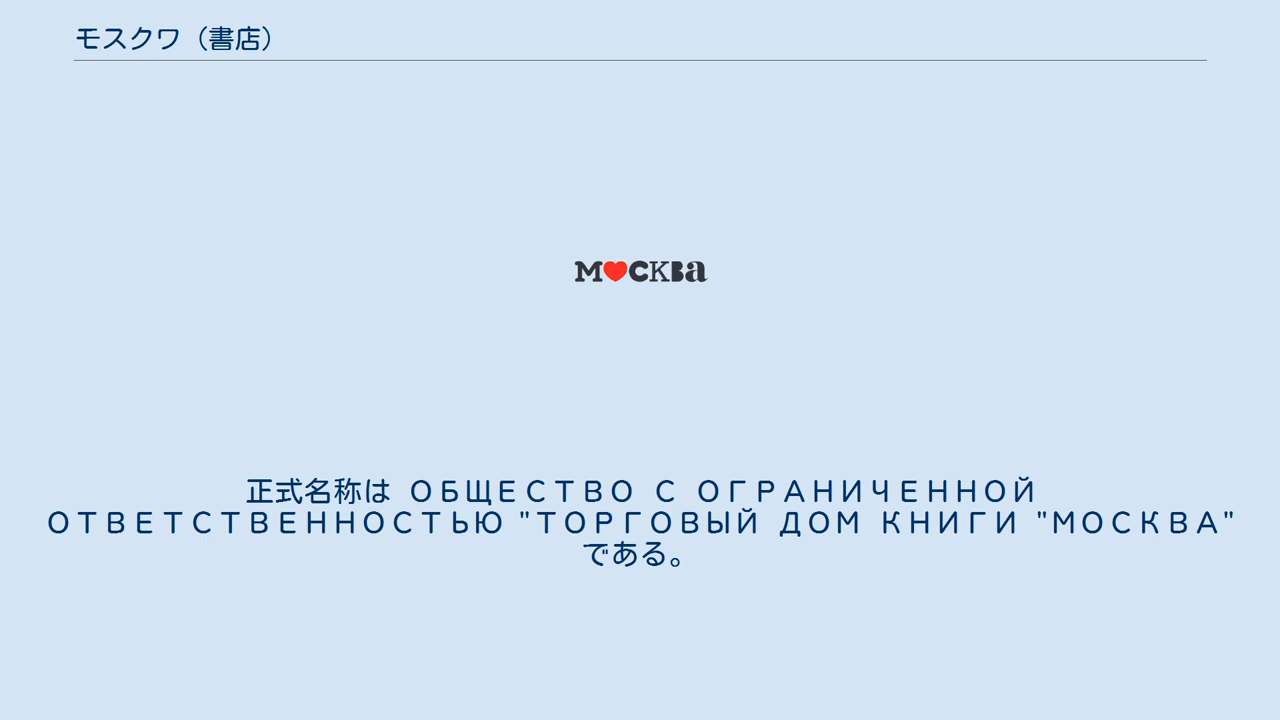 モスクワ（書店）
М❤СКВа
正式名称は ОБЩЕСТВО С ОГРАНИЧЕННОЙ
ОТВЕТСТВЕННОСТЬЮ "ТОРГОВЫЙ ДОМ КНИГИ "МОСКВА"
である。